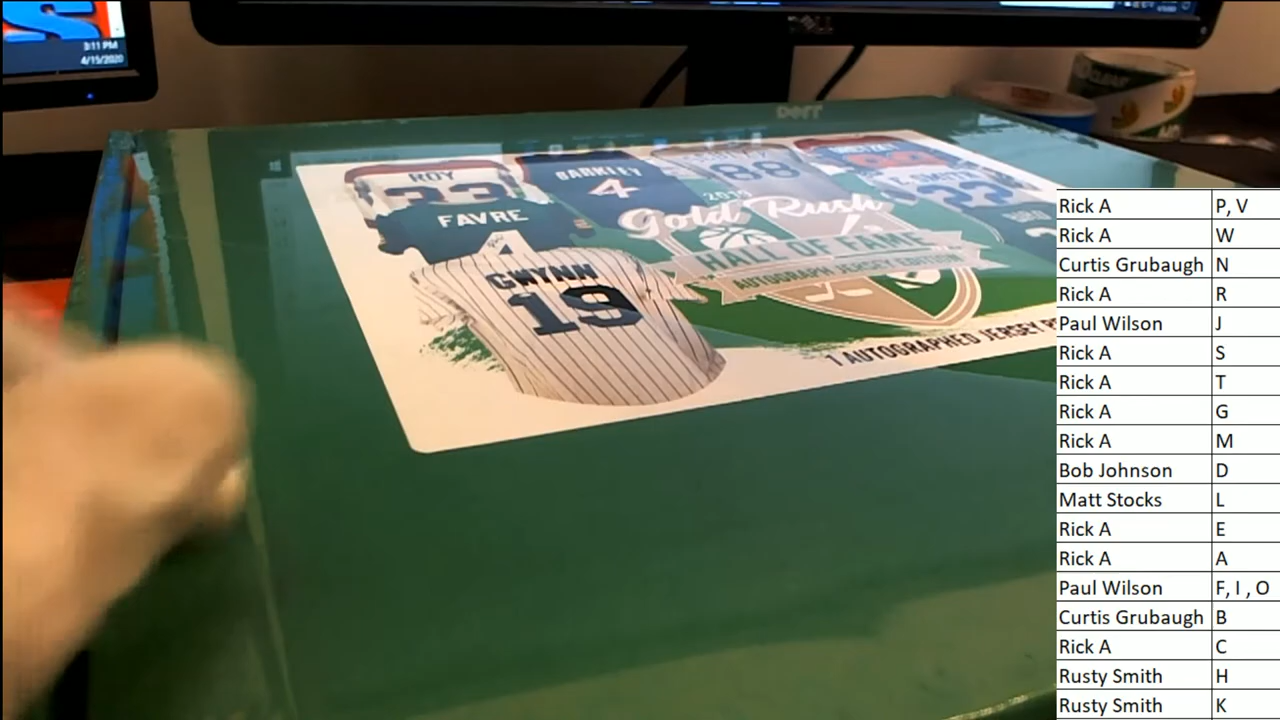 3:11 PM
4/15/2020
DELL
ROY
33
BARKLEY
4
88
FAVRE
4
GWYNN
19
2019
Gold Rush
HALL OF FAME
AUTOGRAPH JERSEY EDITION
1 AUTOGRAPHED JERSEY
Rick A P, V
Rick A W
Curtis Grubaugh N
Rick A R
Paul Wilson J
Rick A S
Rick A T
Rick A G
Rick A M
Bob Johnson D
Matt Stocks L
Rick A E
Rick A A
Paul Wilson F, I , O
Curtis Grubaugh B
Rick A C
Rusty Smith H
Rusty Smith K